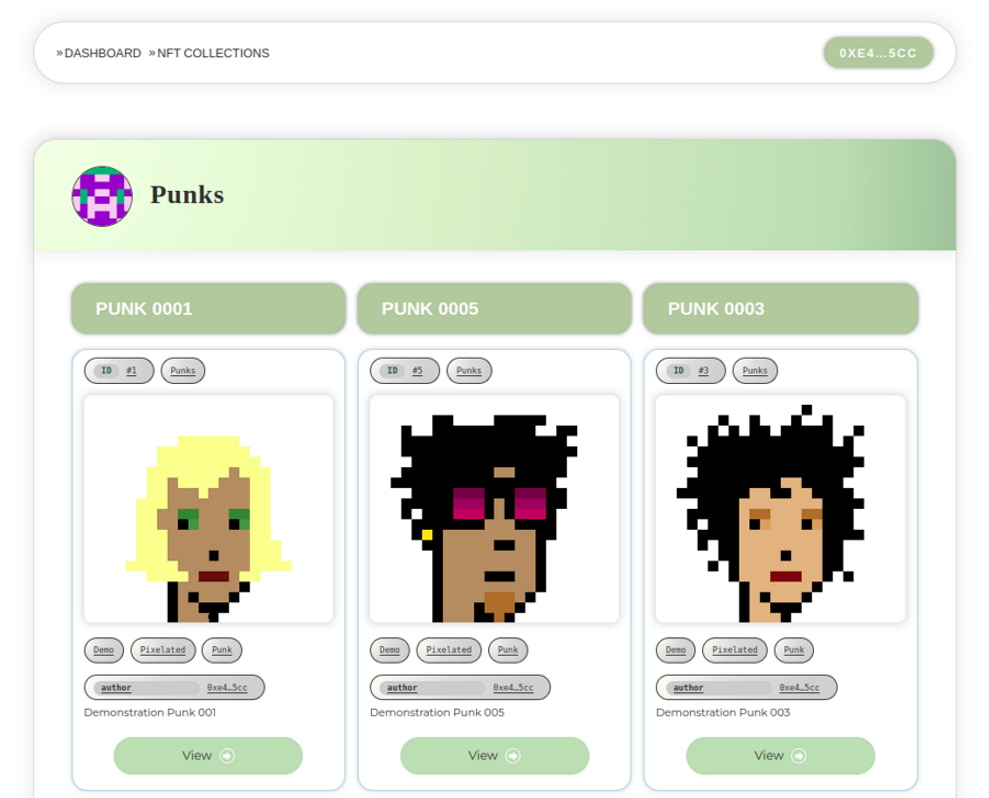 »DASHBOARD »NFT COLLECTIONS 0XE4...5CC
Punks
PUNK 0001 PUNK 0005 PUNK 0003
ID #1 Punks ID #5 Punks ID #3 Punks
Demo Pixelated Punk Demo Pixelated Punk Demo Pixelated Punk
author 0xe4…5cc author 0xe4…5cc author 0xe4…5cc
Demonstration Punk 001 Demonstration Punk 005 Demonstration Punk 003
View View View